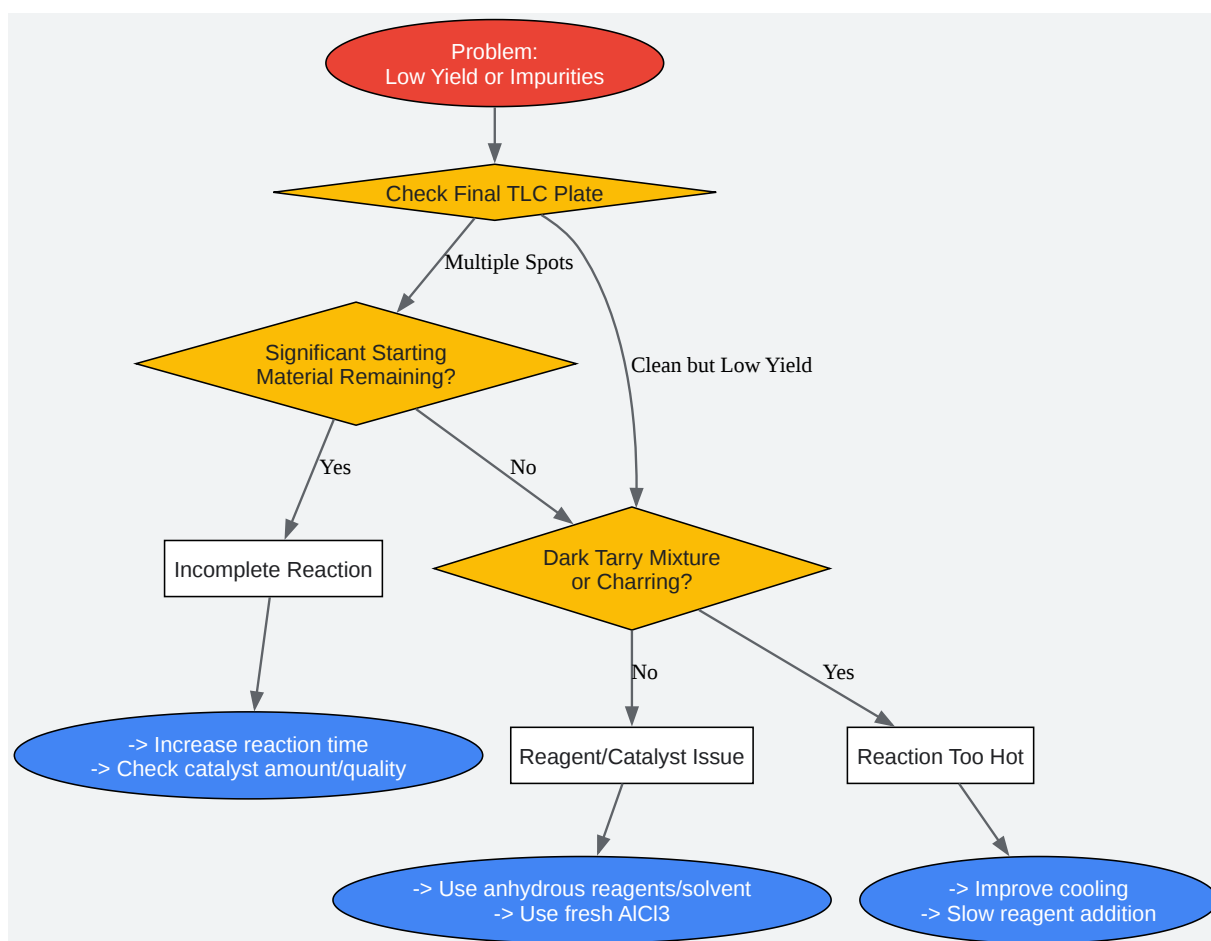 Problem:
Low Yield or Impurities
Check Final TLC Plate
Multiple Spots
Significant Starting
Material Remaining?
Clean but Low Yield
Yes
No
Incomplete Reaction
Dark Tarry Mixture
or Charring?
No
Yes
-> Increase reaction time
-> Check catalyst amount/quality
Reagent/Catalyst Issue
Reaction Too Hot
-> Use anhydrous reagents/solvent
-> Use fresh AlCl3
-> Improve cooling
-> Slow reagent addition